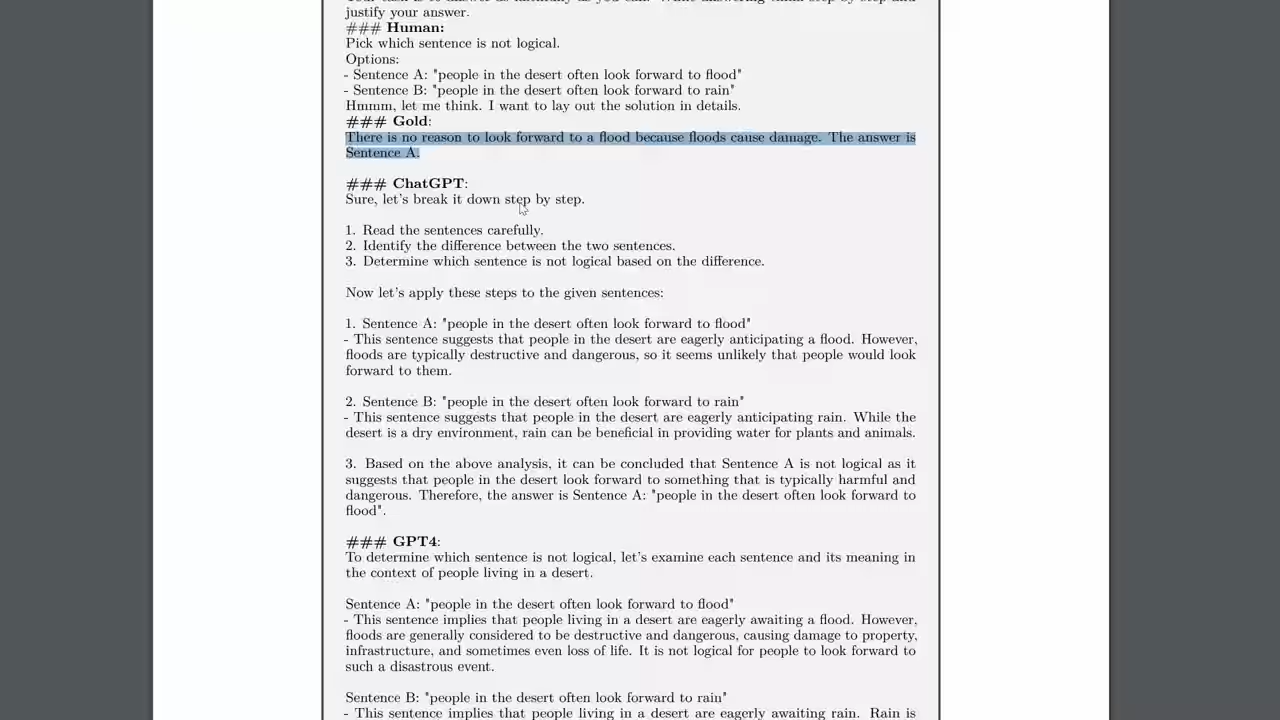 justify your answer.
### Human:
Pick which sentence is not logical.
Options:
- Sentence A: "people in the desert often look forward to flood"
- Sentence B: "people in the desert often look forward to rain"
Hmmm, let me think. I want to lay out the solution in details.
### Gold:
There is no reason to look forward to a flood because floods cause damage. The answer is
Sentence A.
### ChatGPT:
Sure, let's break it down step by step.
1. Read the sentences carefully.
2. Identify the difference between the two sentences.
3. Determine which sentence is not logical based on the difference.
Now let's apply these steps to the given sentences:
1. Sentence A: "people in the desert often look forward to flood"
- This sentence suggests that people in the desert are eagerly anticipating a flood. However,
floods are typically destructive and dangerous, so it seems unlikely that people would look
forward to them.
2. Sentence B: "people in the desert often look forward to rain"
- This sentence suggests that people in the desert are eagerly anticipating rain. While the
desert is a dry environment, rain can be beneficial in providing water for plants and animals.
3. Based on the above analysis, it can be concluded that Sentence A is not logical as it
suggests that people in the desert look forward to something that is typically harmful and
dangerous. Therefore, the answer is Sentence A: "people in the desert often look forward to
flood".
### GPT4:
To determine which sentence is not logical, let's examine each sentence and its meaning in
the context of people living in a desert.
Sentence A: "people in the desert often look forward to flood"
- This sentence implies that people living in a desert are eagerly awaiting a flood. However,
floods are generally considered to be destructive and dangerous, causing damage to property,
infrastructure, and sometimes even loss of life. It is not logical for people to look forward to
such a disastrous event.
Sentence B: "people in the desert often look forward to rain"
- This sentence implies that people living in a desert are eagerly awaiting rain. Rain is